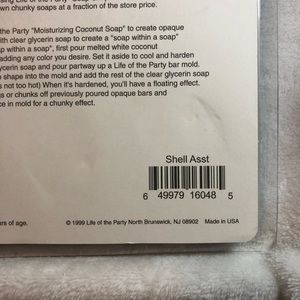 own chunky soaps at a fraction of the store price.
the Party "Moisturizing Coconut Soap" to create opaque
with clear glycerin soap to create a "soap within a
ap within a soap", first pour melted white coconut
adding any color you desire. Set it aside to cool and harden
ycerin soap and pour partway up a Life of the Party bar mold.
p shape into the mold and add the rest of the clear glycerin soap
s not too hot) When it's hardened, you'll have a floating effect.
gs or chunks off previously poured opaque bars and
ce in mold for a chunky effect.
Shell Asst
6 49979 16048 5
ars of age.
© 1999 Life of the Party North Brunswick, NJ 08902 Made in USA